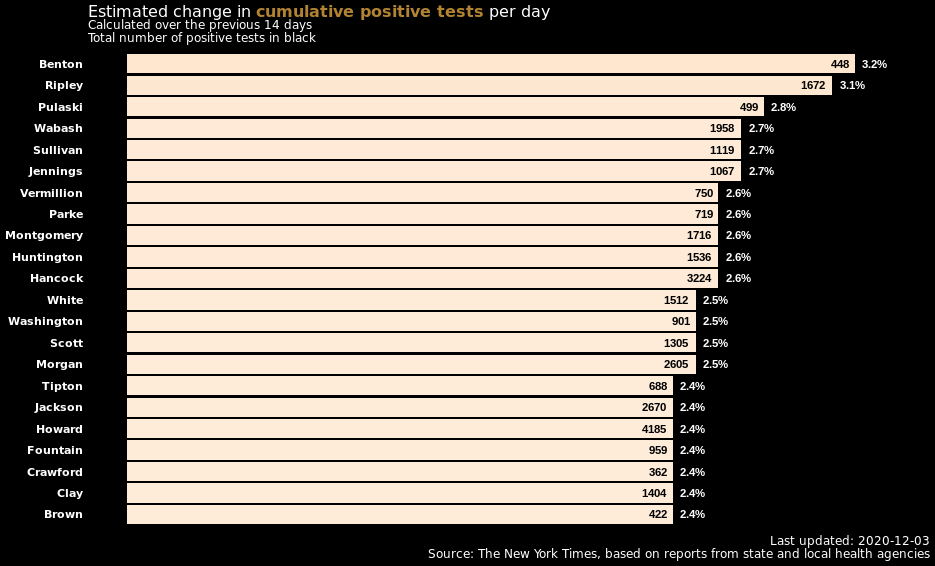 Estimated change in cumulative positive tests per day
Calculated over the previous 14 days
Total number of positive tests in black
Benton 448 3.2%
Ripley 1672 3.1%
Pulaski 499 2.8%
Wabash 1958 2.7%
Sullivan 1119 2.7%
Jennings 1067 2.7%
Vermillion 750 2.6%
Parke 719 2.6%
Montgomery 1716 2.6%
Huntington 1536 2.6%
Hancock 3224 2.6%
White 1512 2.5%
Washington 901 2.5%
Scott 1305 2.5%
Morgan 2605 2.5%
Tipton 688 2.4%
Jackson 2670 2.4%
Howard 4185 2.4%
Fountain 959 2.4%
Crawford 362 2.4%
Clay 1404 2.4%
Brown 422 2.4%
Last updated: 2020-12-03
Source: The New York Times, based on reports from state and local health agencies